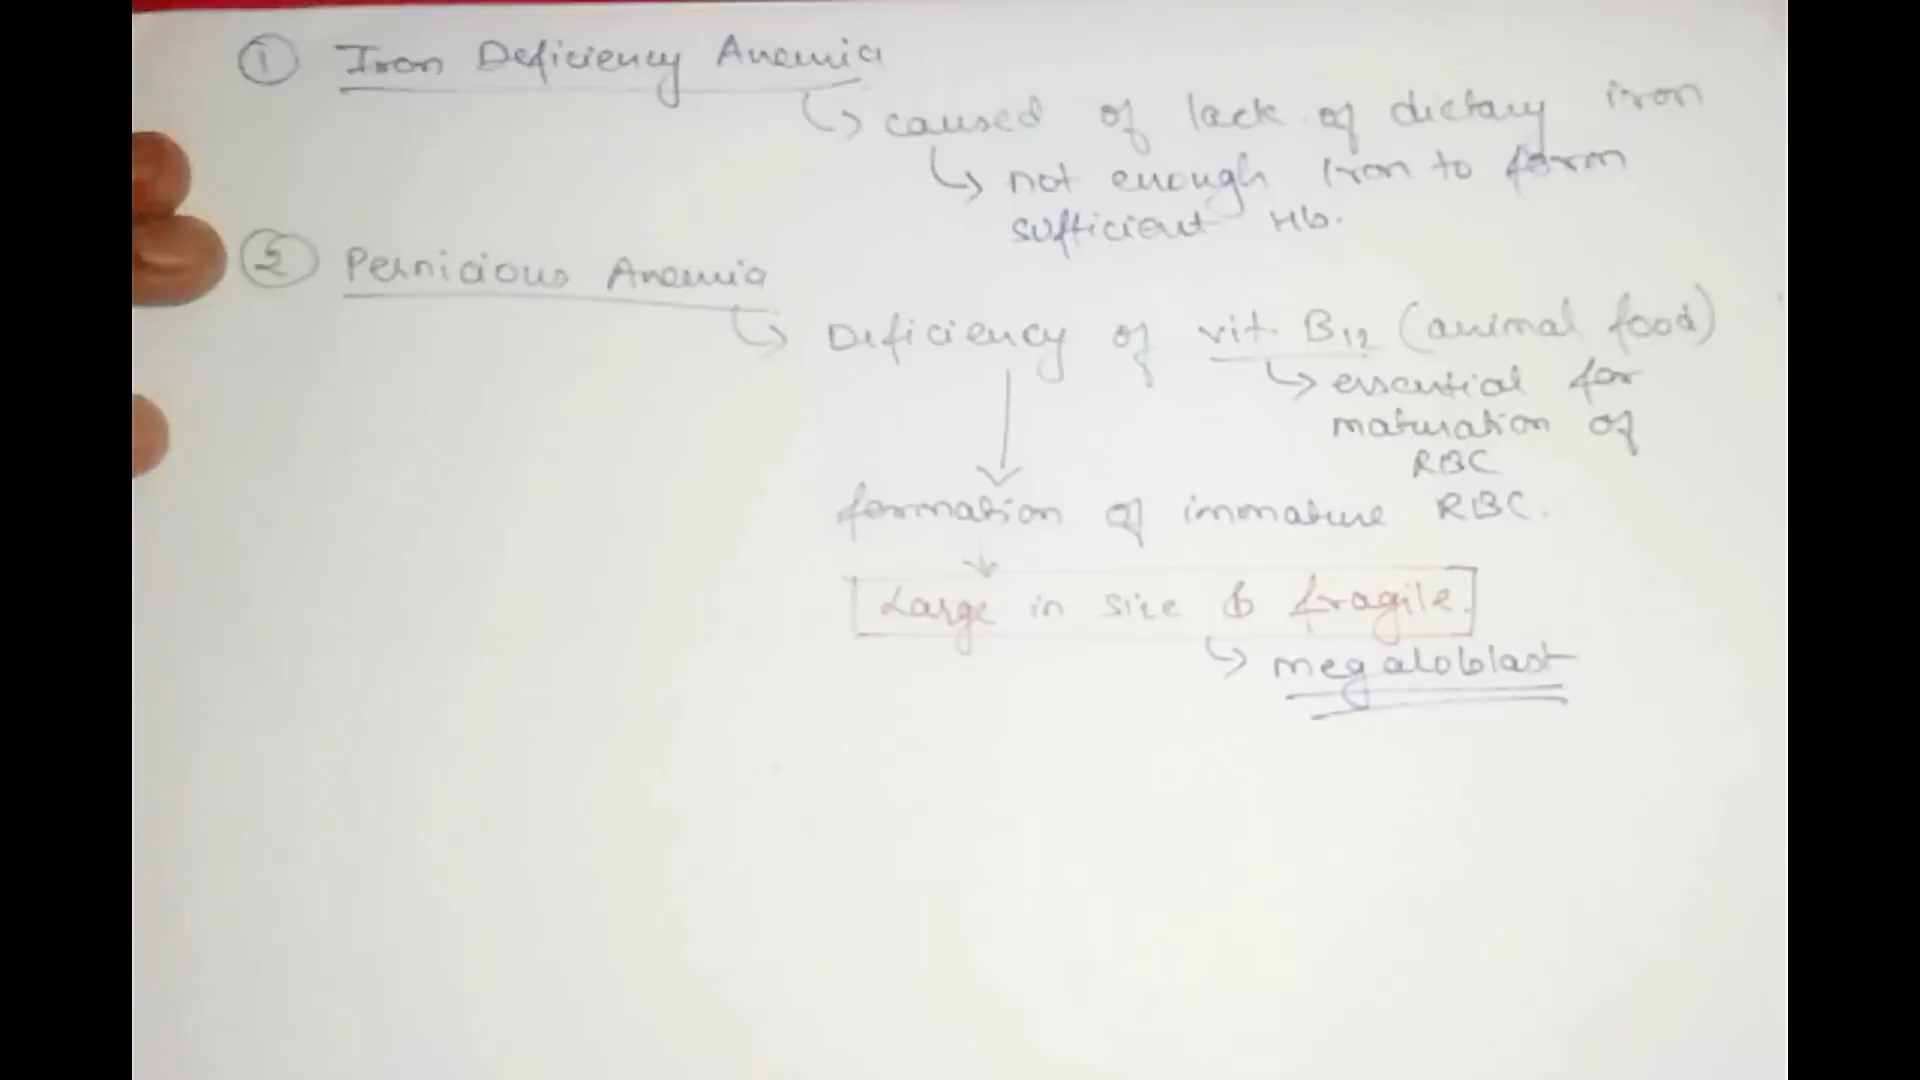 ① Iron Deficiency Anemia
↳ caused of lack of dietary iron
↳ not enough Iron to form
sufficient Hb.
② Pernicious Anemia
↳ Deficiency of vit. B12 (animal food)
↳ essential for
maturation of
RBC
formation of immature RBC.
Large in size & fragile.
↳ megaloblast